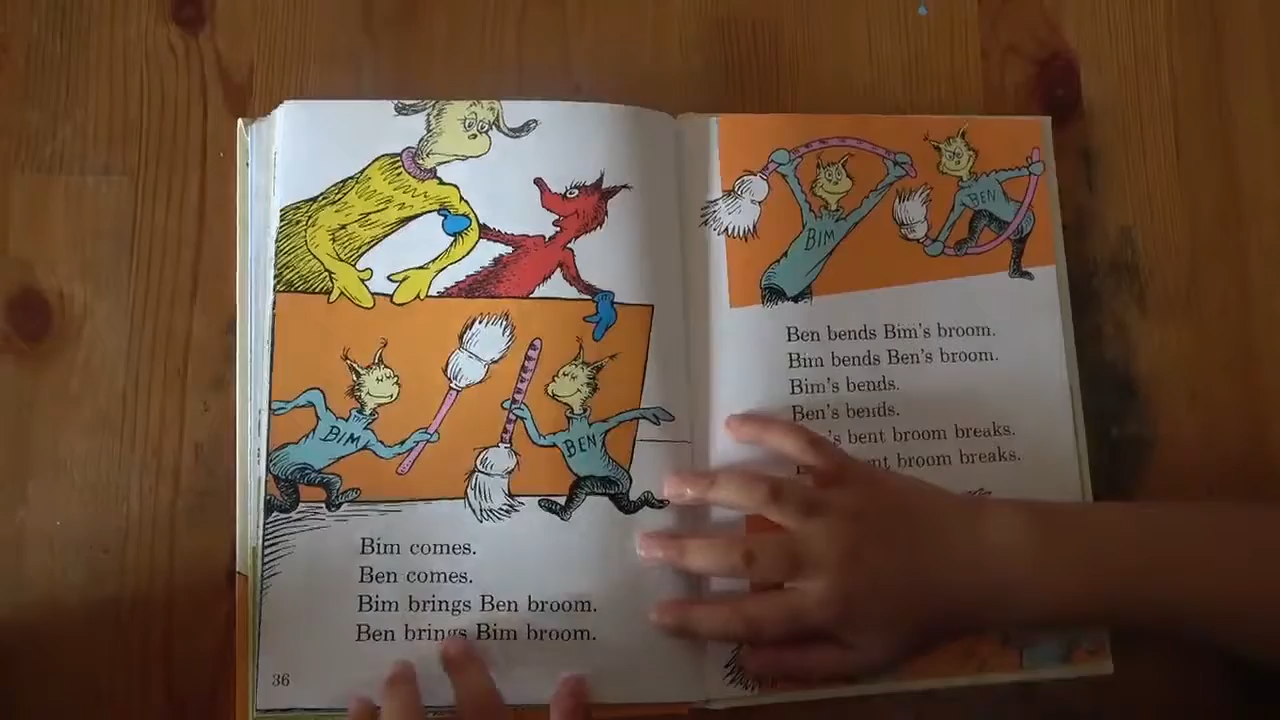 BIM
BEN
Bim comes.
Ben comes.
Bim brings Ben broom.
Ben brings Bim broom.
36
BIM
BEN
Ben bends Bim's broom.
Bim bends Ben's broom.
Bim's bends.
Ben's bends.
bent broom breaks.
broom breaks.